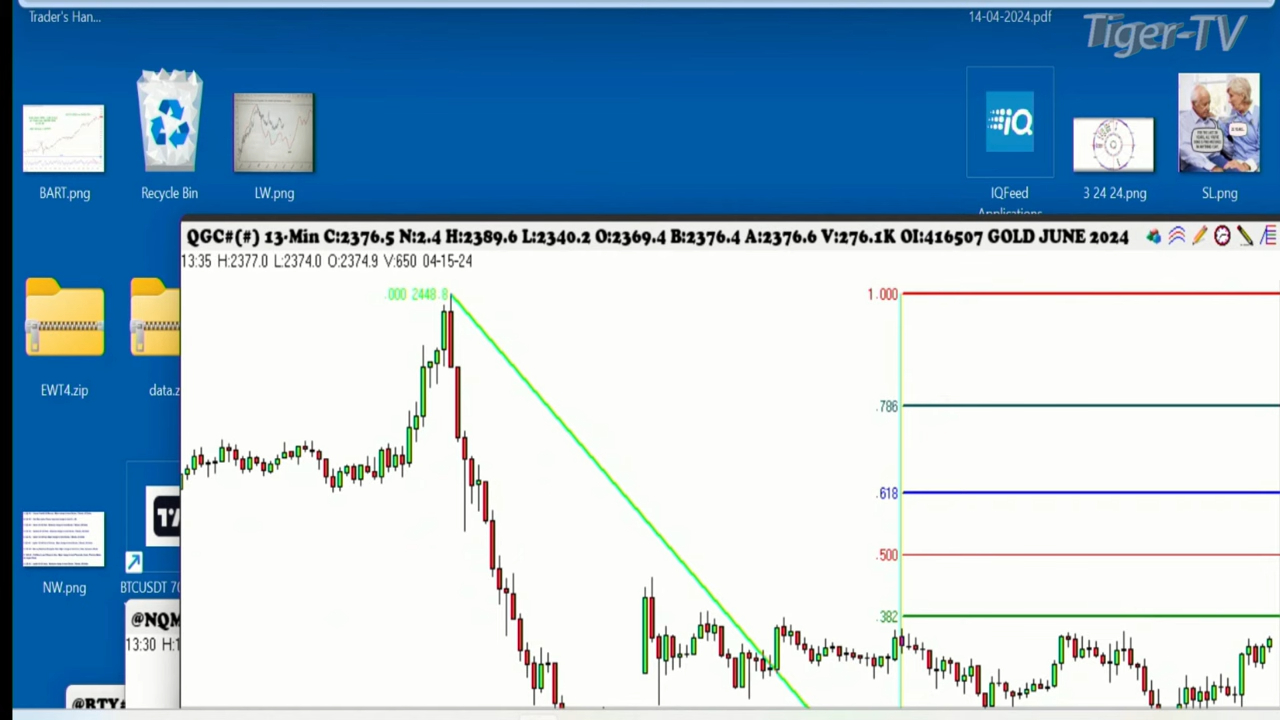 Trader's Han...
14-04-2024.pdf
Tiger-TV
iQ
BART.png
Recycle Bin
LW.png
IQFeed
Applications
3 24 24.png
SL.png
QGC#(#) 13-Min C:2376.5 N:2.4 H:2389.6 L:2340.2 O:2369.4 B:2376.4 A:2376.6 V:276.1K OI:416507 GOLD JUNE 2024
13:35 H:2377.0 L:2374.0 O:2374.9 V:650 04-15-24
.000 2448.8
1.000
.786
.618
.500
.382
EWT4.zip
data.z
NW.png
BTCUSDT 70
@NQM
13:30 H:1
@BTY#